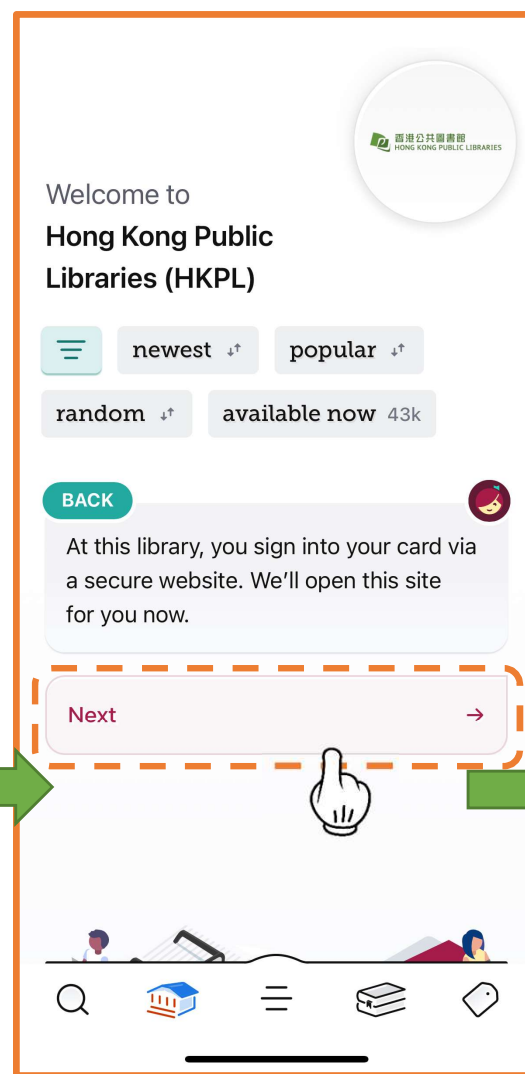 香港公共圖書館
HONG KONG PUBLIC LIBRARIES
Welcome to
Hong Kong Public
Libraries (HKPL)
newest
popular
random
available now 43k
BACK
At this library, you sign into your card via
a secure website. We’ll open this site
for you now.
Next